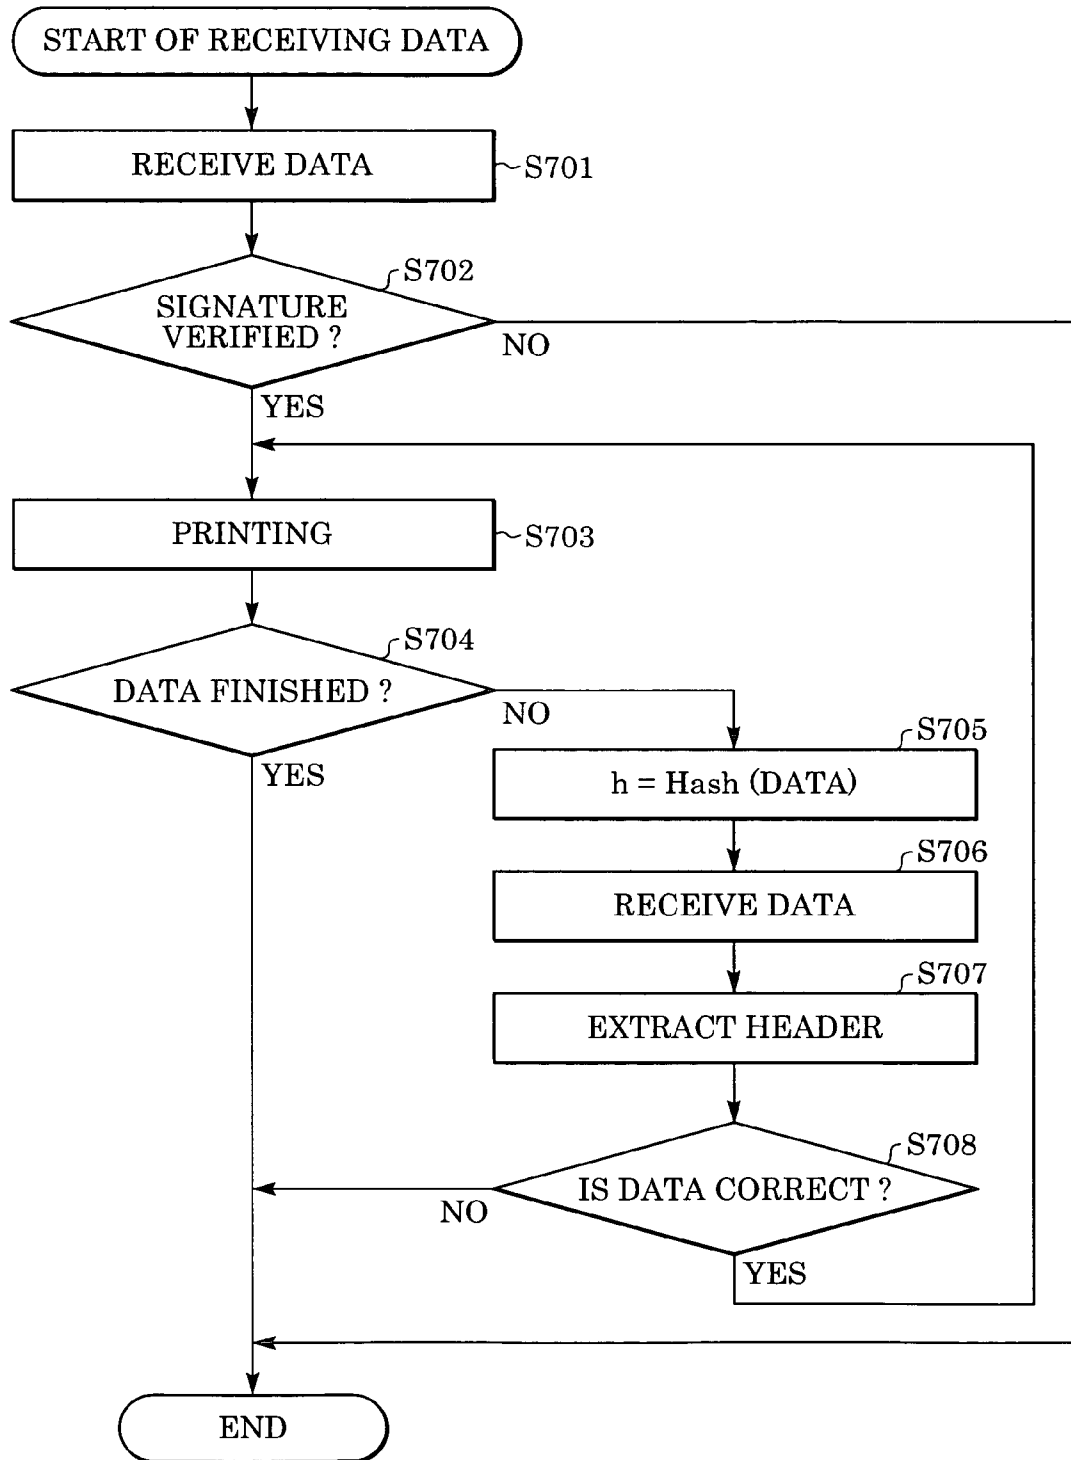 START OF RECEIVING DATA
RECEIVE DATA
S701
S702
SIGNATURE
VERIFIED ?
NO
YES
PRINTING
S703
S704
DATA FINISHED ?
NO
YES
S705
h = Hash (DATA)
S706
RECEIVE DATA
S707
EXTRACT HEADER
S708
IS DATA CORRECT ?
NO
YES
END